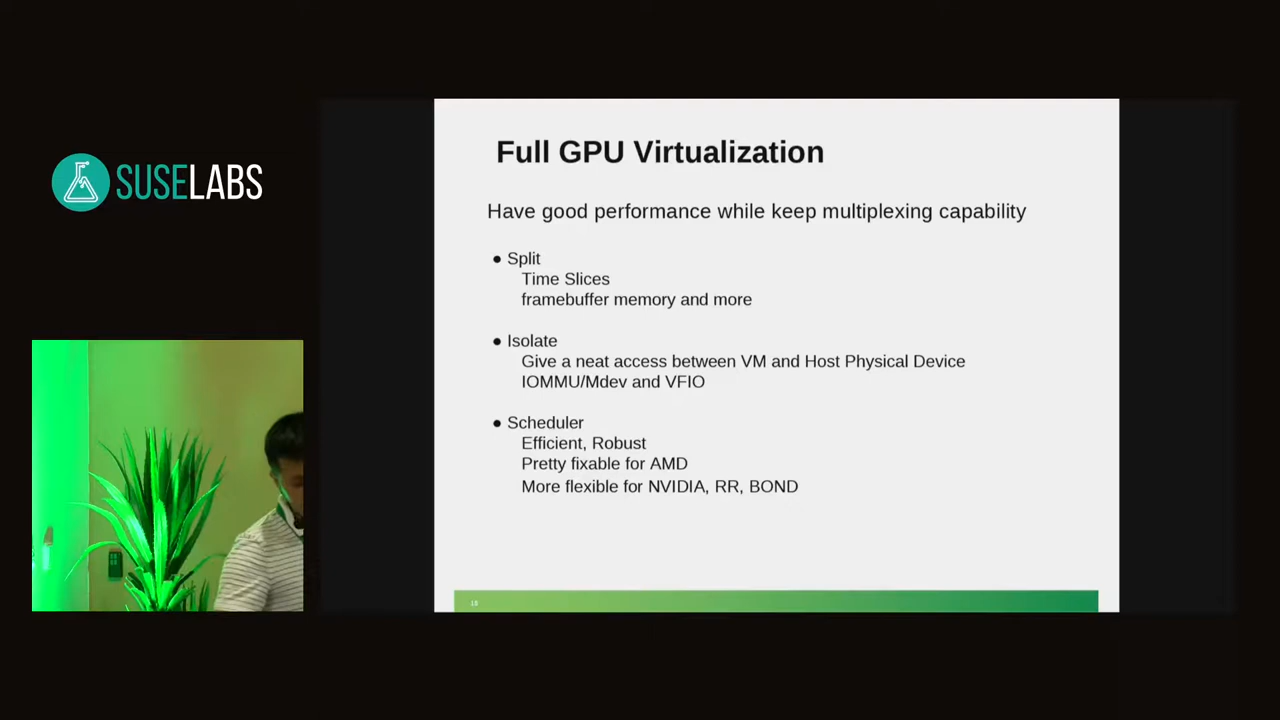 SUSELABS
Full GPU Virtualization
Have good performance while keep multiplexing capability
● Split
Time Slices
framebuffer memory and more
● Isolate
Give a neat access between VM and Host Physical Device
IOMMU/Mdev and VFIO
● Scheduler
Efficient, Robust
Pretty fixable for AMD
More flexible for NVIDIA, RR, BOND
18